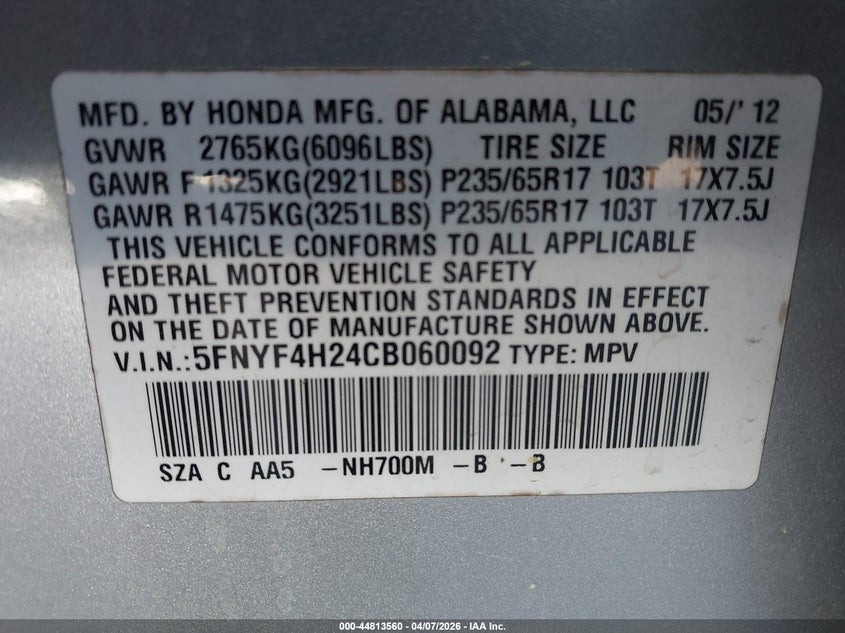 MFD. BY HONDA MFG. OF ALABAMA, LLC 05/' 12
GVWR 2765KG(6096LBS) TIRE SIZE RIM SIZE
GAWR F 1325KG(2921LBS) P235/65R17 103T 17X7.5J
GAWR R1475KG(3251LBS) P235/65R17 103T 17X7.5J
THIS VEHICLE CONFORMS TO ALL APPLICABLE
FEDERAL MOTOR VEHICLE SAFETY
AND THEFT PREVENTION STANDARDS IN EFFECT
ON THE DATE OF MANUFACTURE SHOWN ABOVE.
V.I.N.:5FNYF4H24CB060092 TYPE: MPV
SZA C AA5 -NH700M -B -B
000-44813560 - 04/07/2026 - IAA Inc.